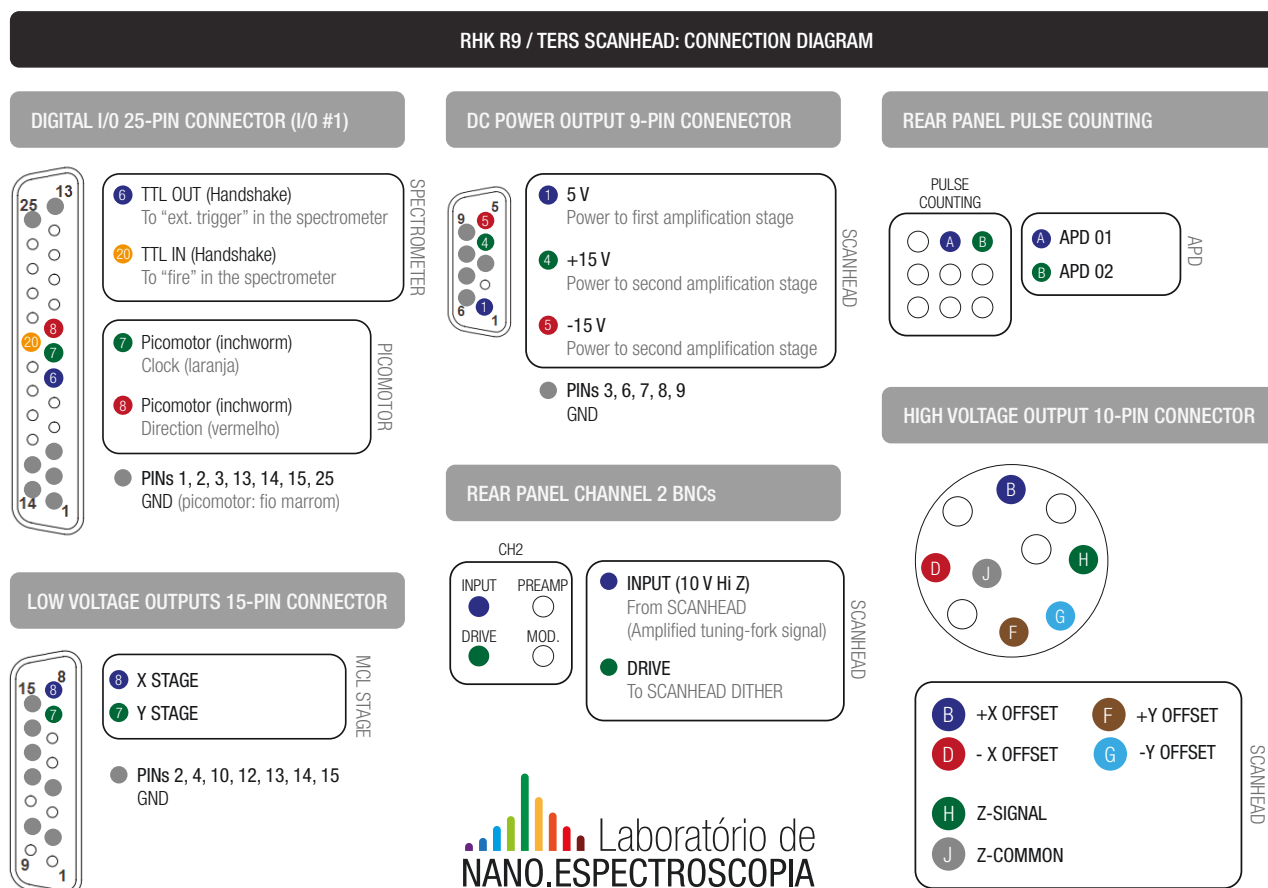 RHK R9 / TERS SCANHEAD: CONNECTION DIAGRAM
DIGITAL I/O 25-PIN CONNECTOR (I/O #1)
13
25
8
20
7
6
14
1
6 TTL OUT (Handshake)
To “ext. trigger” in the spectrometer
20 TTL IN (Handshake)
To “fire” in the spectrometer
SPECTROMETER
7 Picomotor (inchworm)
Clock (laranja)
8 Picomotor (inchworm)
Direction (vermelho)
PICOMOTOR
PINs 1, 2, 3, 13, 14, 15, 25
GND (picomotor: fio marrom)
LOW VOLTAGE OUTPUTS 15-PIN CONNECTOR
8
15
8
7
9
1
8 X STAGE
7 Y STAGE
MCL STAGE
PINs 2, 4, 10, 12, 13, 14, 15
GND
DC POWER OUTPUT 9-PIN CONENECTOR
5
9
5
4
1
6
1
1 5 V
Power to first amplification stage
4 +15 V
Power to second amplification stage
5 -15 V
Power to second amplification stage
SCANHEAD
PINs 3, 6, 7, 8, 9
GND
REAR PANEL CHANNEL 2 BNCs
CH2
INPUT PREAMP
DRIVE MOD.
INPUT (10 V Hi Z)
From SCANHEAD
(Amplified tuning-fork signal)
DRIVE
To SCANHEAD DITHER
SCANHEAD
Laboratório de
NANO.ESPECTROSCOPIA
REAR PANEL PULSE COUNTING
PULSE
COUNTING
A B
A APD 01
B APD 02
APD
HIGH VOLTAGE OUTPUT 10-PIN CONNECTOR
B
H
D
J
G
F
B +X OFFSET F +Y OFFSET
D - X OFFSET G -Y OFFSET
H Z-SIGNAL
J Z-COMMON
SCANHEAD